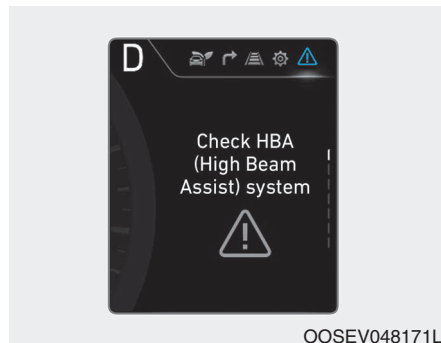 D
Check HBA
(High Beam
Assist) system
OOSEV048171L